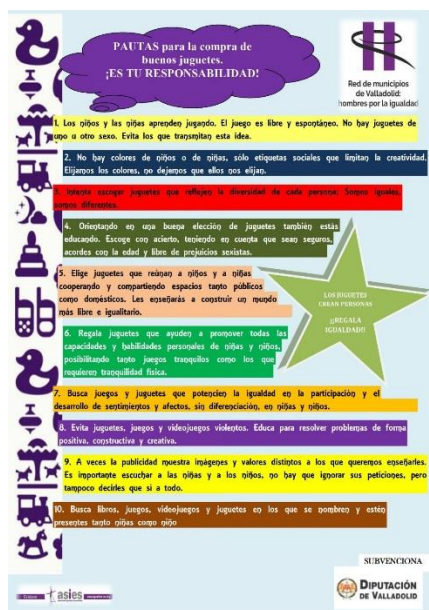 PAUTAS para la compra de
buenos juguetes.
¡ES TU RESPONSABILIDAD!
Red de municipios
de Valladolid:
hombres por la igualdad
1. Los niños y las niñas aprenden jugando. El juego es libre y espontáneo. No hay juguetes de
uno u otro sexo. Evita los que transmitan esta idea.
2. No hay colores de niños o de niñas, sólo etiquetas sociales que limitan la creatividad.
Elijamos los colores, no dejemos que ellos nos elijan.
3. Intente escoger juguetes que reflejen la diversidad de cada persona: Somos iguales,
somos diferentes.
4. Orientando en una buena elección de juguetes también estás
educando. Escoge con acierto, teniendo en cuenta que sean seguros,
acordes con la edad y libre de prejuicios sexistas.
5. Elige juguetes que reúnan a niños y a niñas
cooperando y compartiendo espacios tanto públicos
como domésticos. Les enseñarás a construir un mundo
más libre e igualitario.
LOS JUGUETES
CREAN PERSONAS
¡¡REGALA
IGUALDAD!!
6. Regala juguetes que ayuden a promover todas las
capacidades y habilidades personales de niñas y niños,
posibilitando tanto juegos tranquilos como los que
requieren tranquilidad física.
7. Busca juegos y juguetes que potencien la igualdad en la participación y el
desarrollo de sentimientos y afectos, sin diferenciación, en niñas y niños.
8. Evita juguetes, juegos y videojuegos violentos. Educa para resolver problemas de forma
positiva, constructiva y creativa.
9. A veces la publicidad muestra imágenes y valores distintos a los que queremos enseñarles.
Es importante escuchar a las niñas y a los niños, no hay que ignorar sus peticiones, pero
tampoco decirles que si a todo.
10. Busca libros, juegos, videojuegos y juguetes en los que se nombren y estén
presentes tanto niñas como niño
SUBVENCIONA
asies
DIPUTACIÓN
DE VALLADOLID